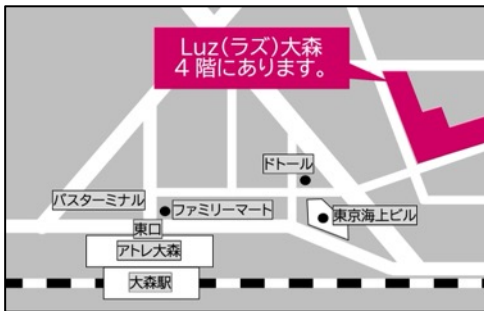 Luz(ラズ)大森
4階にあります。
ドトール
バスターミナル
ファミリーマート
東京海上ビル
東口
アトレ大森
大森駅